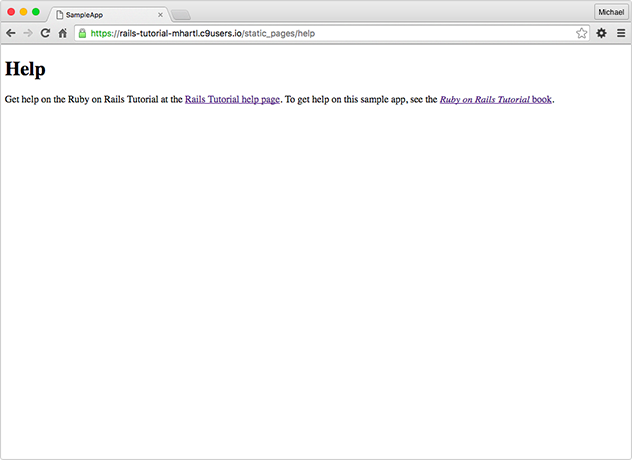 SampleApp
Michael
https://rails-tutorial-mhartl.c9users.io/static_pages/help
Help
Get help on the Ruby on Rails Tutorial at the Rails Tutorial help page. To get help on this sample app, see the Ruby on Rails Tutorial book.